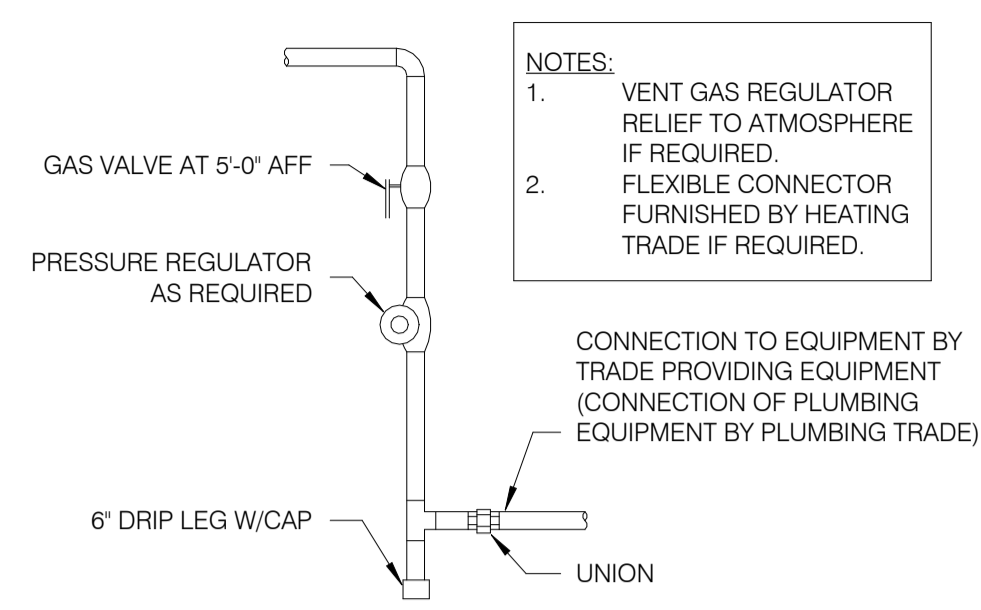 NOTES:
1. VENT GAS REGULATOR
RELIEF TO ATMOSPHERE
IF REQUIRED.
2. FLEXIBLE CONNECTOR
FURNISHED BY HEATING
TRADE IF REQUIRED.
GAS VALVE AT 5'-0" AFF
PRESSURE REGULATOR
AS REQUIRED
CONNECTION TO EQUIPMENT BY
TRADE PROVIDING EQUIPMENT
(CONNECTION OF PLUMBING
EQUIPMENT BY PLUMBING TRADE)
6" DRIP LEG W/CAP
UNION